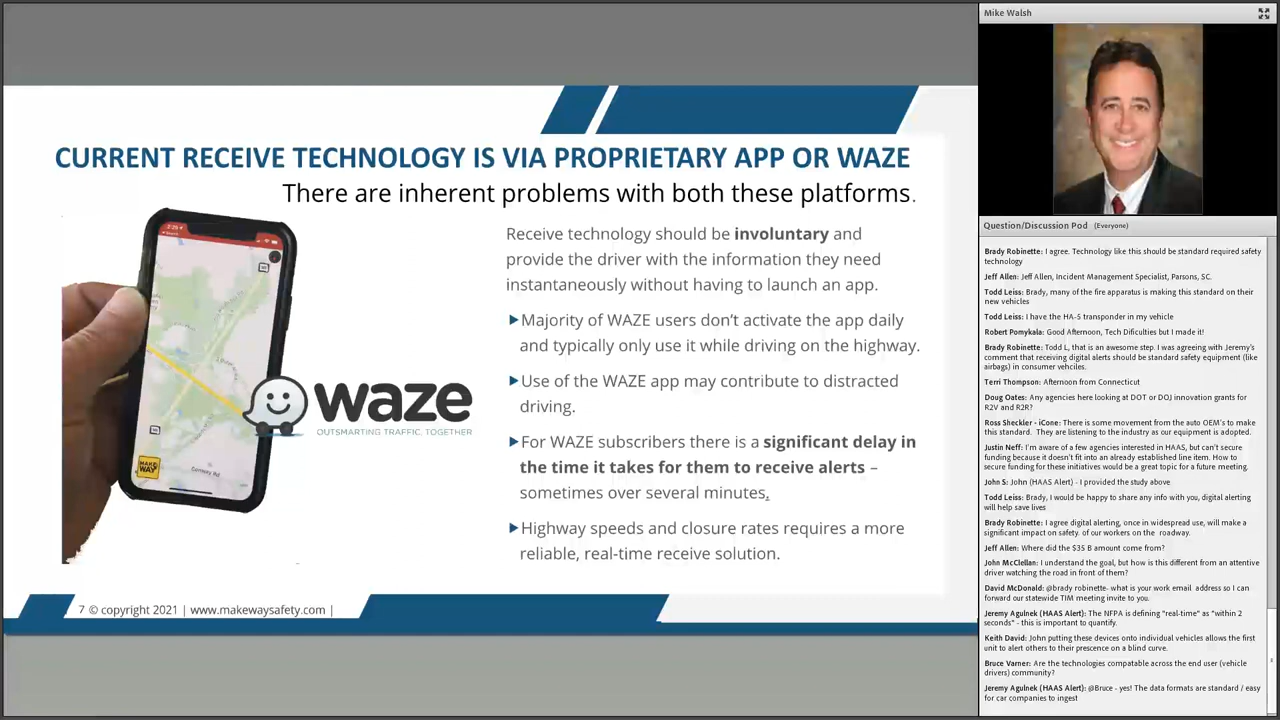 Mike Walsh
CURRENT RECEIVE TECHNOLOGY IS VIA PROPRIETARY APP OR WAZE
There are inherent problems with both these platforms.
Receive technology should be involuntary and
provide the driver with the information they need
instantaneously without having to launch an app.
Majority of WAZE users don't activate the app daily
and typically only use it while driving on the highway.
Use of the WAZE app may contribute to distracted
driving.
For WAZE subscribers there is a significant delay in
the time it takes for them to receive alerts –
sometimes over several minutes.
Highway speeds and closure rates requires a more
reliable, real-time receive solution.
MAKE
WAY
waze
OUTSMARTING TRAFFIC, TOGETHER
7 © copyright 2021 | www.makewaysafety.com |
Question/Discussion Pod (Everyone)
Brady Robinette: I agree. Technology like this should be standard required safety
technology
Jeff Allen: Jeff Allen, Incident Management Specialist, Parsons, SC.
Todd Leiss: Brady, many of the fire apparatus is making this standard on their
new vehicles
Todd Leiss: I have the HA-5 transponder in my vehicle
Robert Pomykala: Good Afternoon, Tech Dificulties but I made it!
Brady Robinette: Todd L, that is an awesome step. I was agreeing with Jeremy's
comment that receiving digital alerts should be standard safety equipment (like
airbags) in consumer vehciles.
Terri Thompson: Afternoon from Connecticut
Doug Oates: Any agencies here looking at DOT or DOJ innovation grants for
R2V and R2R?
Ross Sheckler - iCone: There is some movement from the auto OEM's to make
this standard. They are listening to the industry as our equipment is adopted.
Justin Neff: I'm aware of a few agencies interested in HAAS, but can't secure
funding because it doesn't fit into an already established line item. How to
secure funding for these initiatives would be a great topic for a future meeting.
John S: John (HAAS Alert) - I provided the study above
Todd Leiss: Brady, I would be happy to share any info with you, digital alerting
will help save lives
Brady Robinette: I agree digital alerting, once in widespread use, will make a
significant impact on safety. of our workers on the roadway.
Jeff Allen: Where did the $35 B amount come from?
John McClellan: I understand the goal, but how is this different from an attentive
driver watching the road in front of them?
David McDonald: @brady robinette- what is your work email address so I can
forward our statewide TIM meeting invite to you.
Jeremy Agulnek (HAAS Alert): The NFPA is defining "real-time" as "within 2
seconds" - this is important to quantify.
Keith David: John putting these devices onto individual vehicles allows the first
unit to alert others to their prescence on a blind curve.
Bruce Varner: Are the technologies compatable across the end user (vehicle
drivers) community?
Jeremy Agulnek (HAAS Alert): @Bruce - yes! The data formats are standard / easy
for car companies to ingest